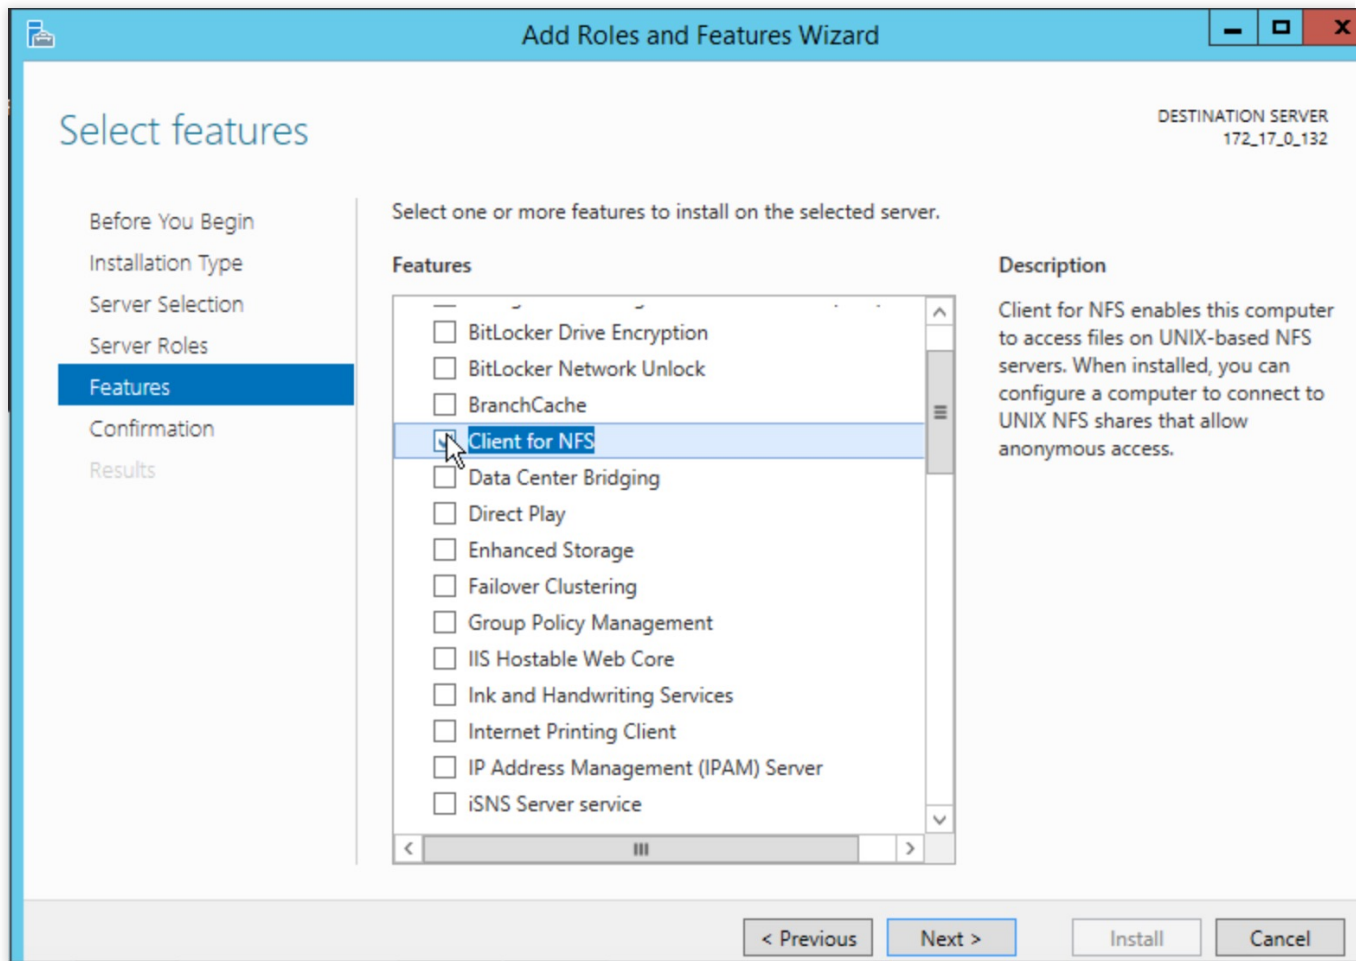 Add Roles and Features Wizard
Select features
DESTINATION SERVER
172_17_0_132
Before You Begin
Installation Type
Server Selection
Server Roles
Features
Confirmation
Results
Select one or more features to install on the selected server.
Features
BitLocker Drive Encryption
BitLocker Network Unlock
BranchCache
Client for NFS
Data Center Bridging
Direct Play
Enhanced Storage
Failover Clustering
Group Policy Management
IIS Hostable Web Core
Ink and Handwriting Services
Internet Printing Client
IP Address Management (IPAM) Server
iSNS Server service
Description
Client for NFS enables this computer
to access files on UNIX-based NFS
servers. When installed, you can
configure a computer to connect to
UNIX NFS shares that allow
anonymous access.
< Previous
Next >
Install
Cancel